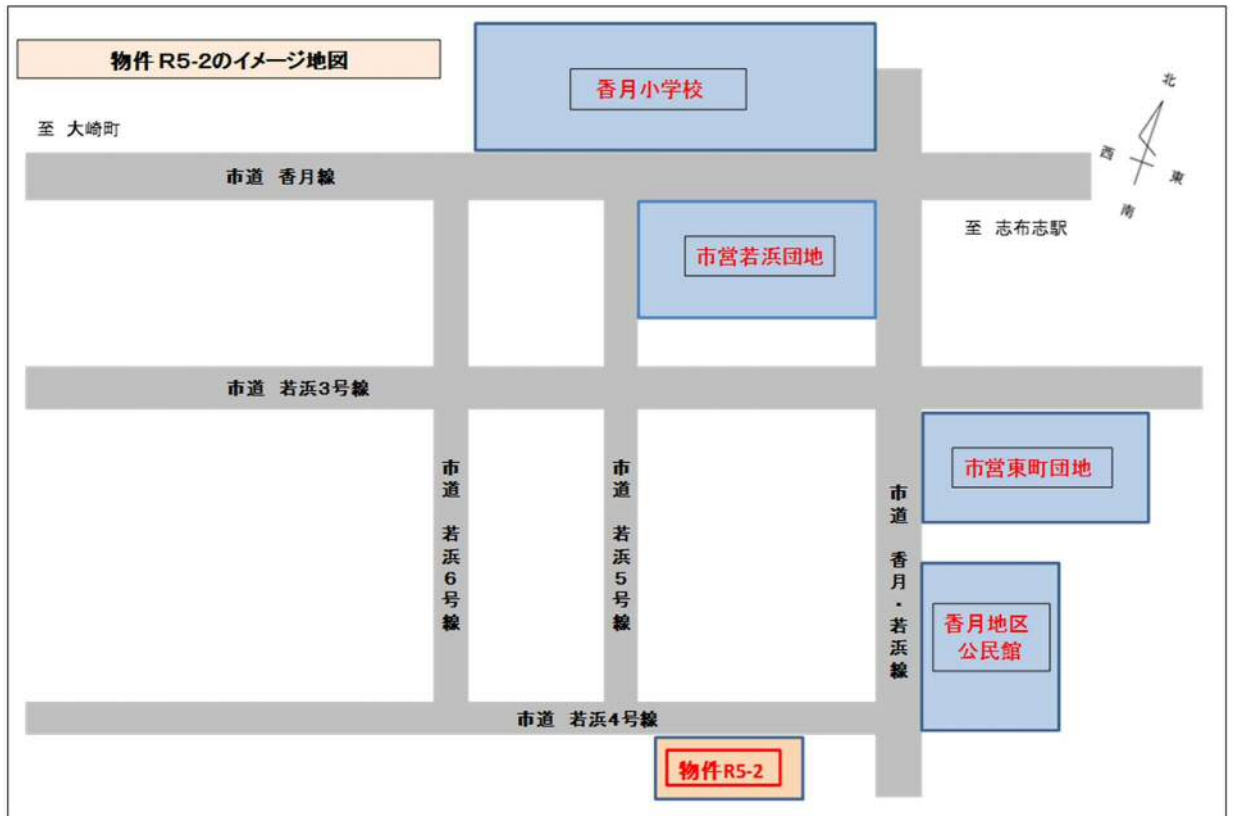 物件 R5-2のイメージ地図
香月小学校
北
西
東
南
至 大崎町
市道 香月線
至 志布志駅
市営若浜団地
市道 若浜3号線
市営東町団地
市道 若浜6号線
市道 若浜5号線
市道 香月・若浜線
香月地区
公民館
市道 若浜4号線
物件R5-2